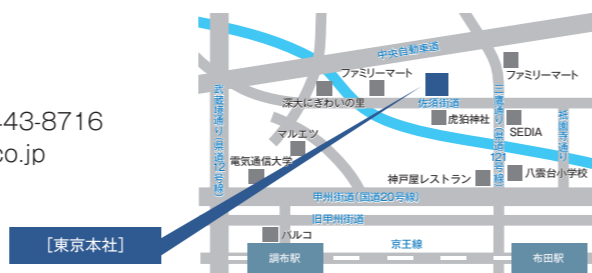 43-8716
co.jp
[東京本社]
中央自動車道
ファミリーマート
ファミリーマート
深大にぎわいの里
佐須街道
武蔵境通り(県道12号線)
三鷹通り(県道121号線)
祇園寺通り
虎狛神社
SEDIA
マルエツ
電気通信大学
神戸屋レストラン
八雲台小学校
甲州街道(国道20号線)
旧甲州街道
パルコ
京王線
調布駅
布田駅